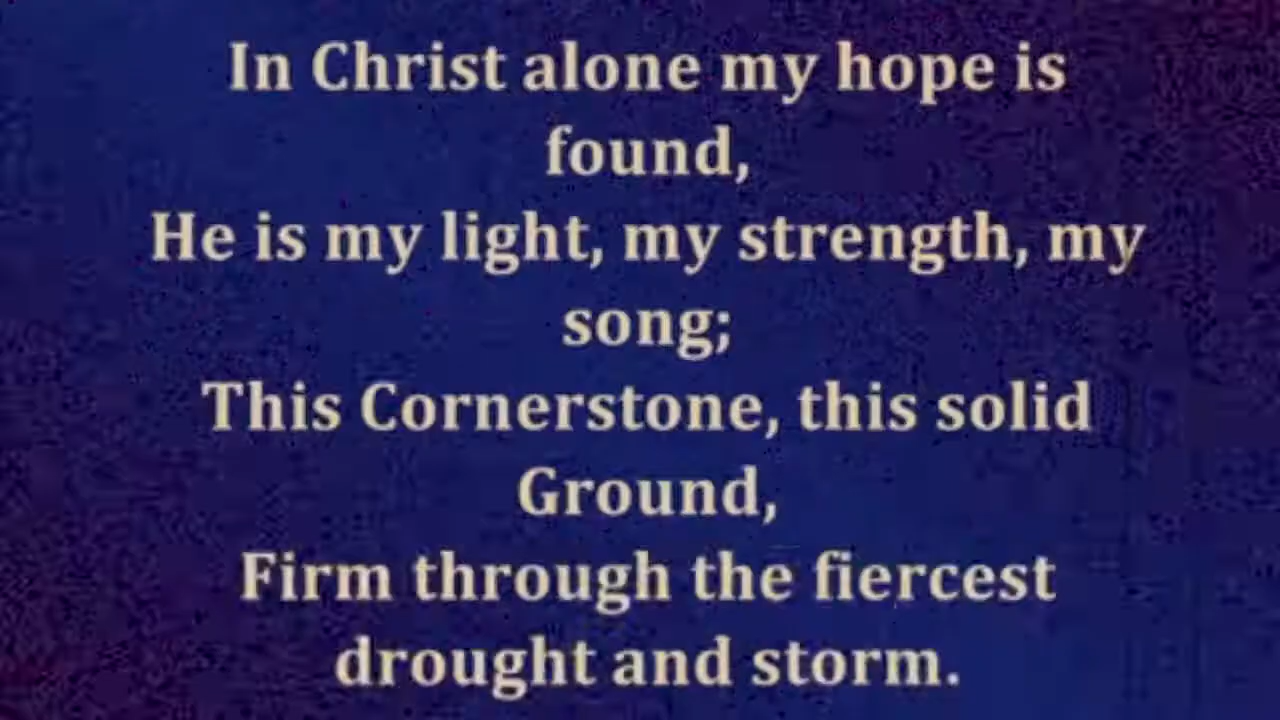 In Christ alone my hope is
found,
He is my light, my strength, my
song;
This Cornerstone, this solid
Ground,
Firm through the fiercest
drought and storm.